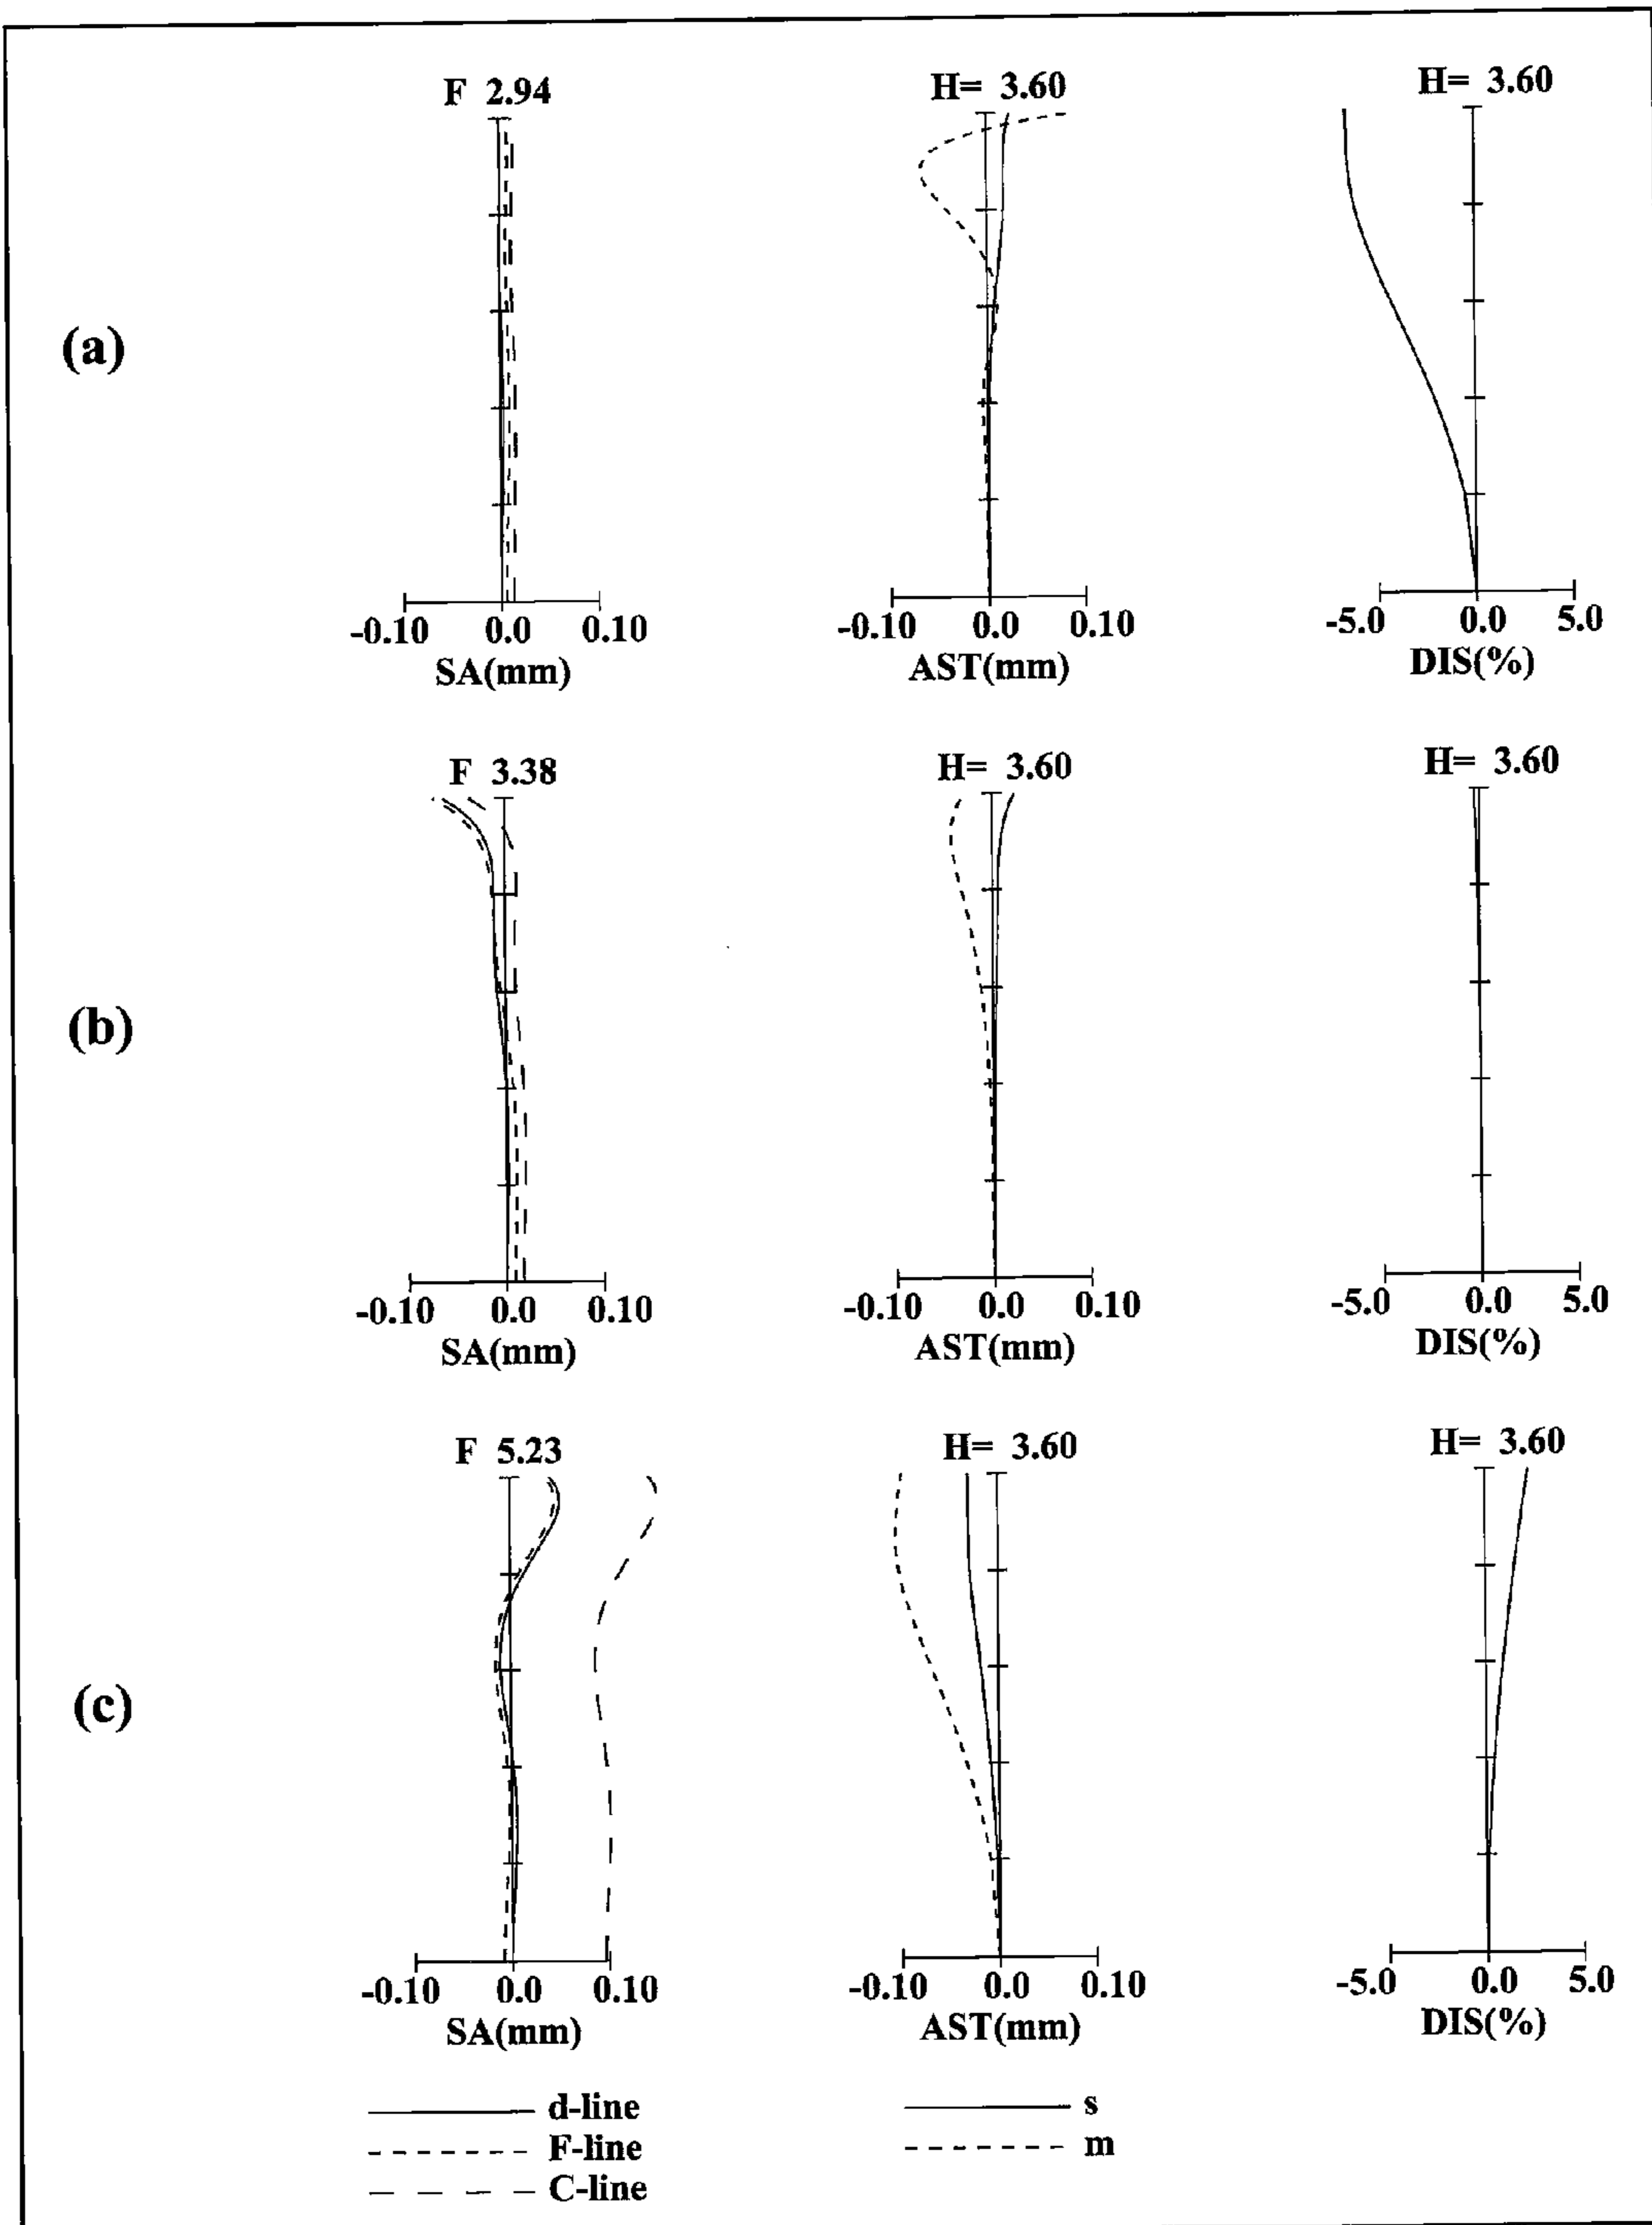 F 2.94 H= 3.60 H= 3.60
(a)
-0.10 0.0 0.10 -0.10 0.0 0.10 -5.0 0.0 5.0
SA(mm) AST(mm) DIS(%)
F 3.38 H= 3.60 H= 3.60
(b)
-0.10 0.0 0.10 -0.10 0.0 0.10 -5.0 0.0 5.0
SA(mm) AST(mm) DIS(%)
F 5.23 H= 3.60 H= 3.60
(c)
-0.10 0.0 0.10 -0.10 0.0 0.10 -5.0 0.0 5.0
SA(mm) AST(mm) DIS(%)
d-line s
F-line m
C-line